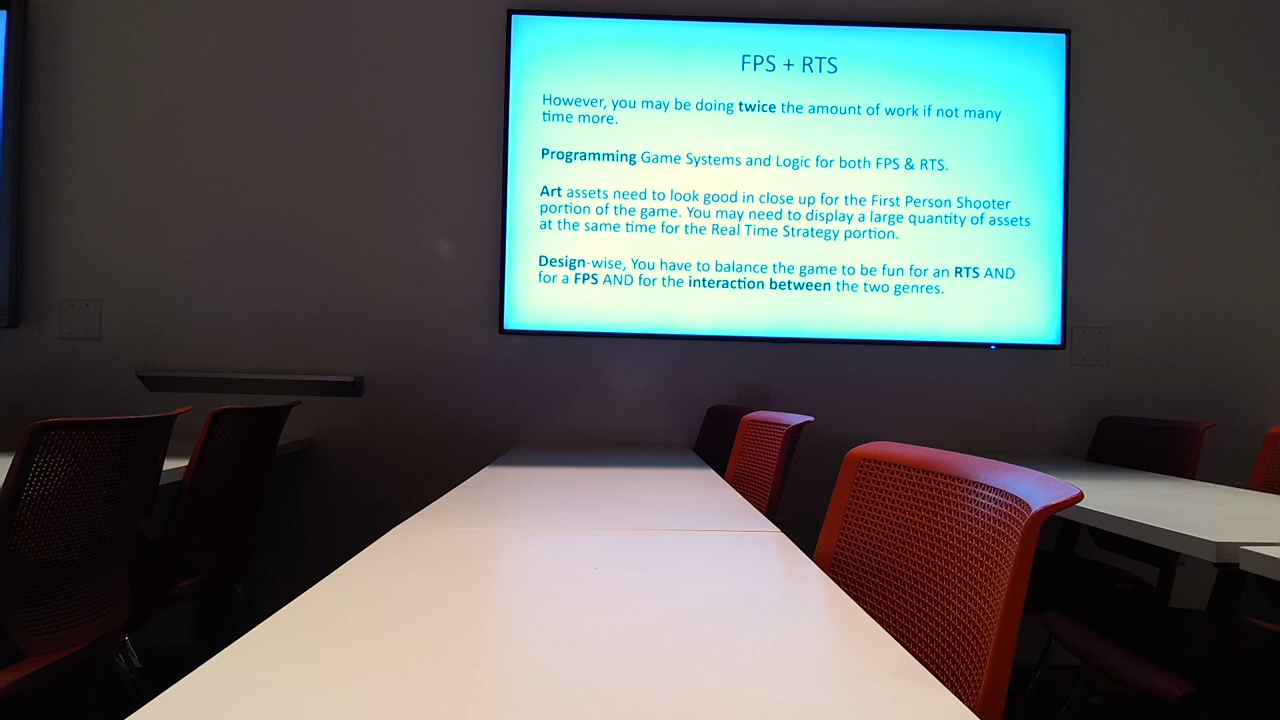 FPS + RTS
However, you may be doing twice the amount of work if not many
time more.
Programming Game Systems and Logic for both FPS & RTS.
Art assets need to look good in close up for the First Person Shooter
portion of the game. You may need to display a large quantity of assets
at the same time for the Real Time Strategy portion.
Design-wise, You have to balance the game to be fun for an RTS AND
for a FPS AND for the interaction between the two genres.